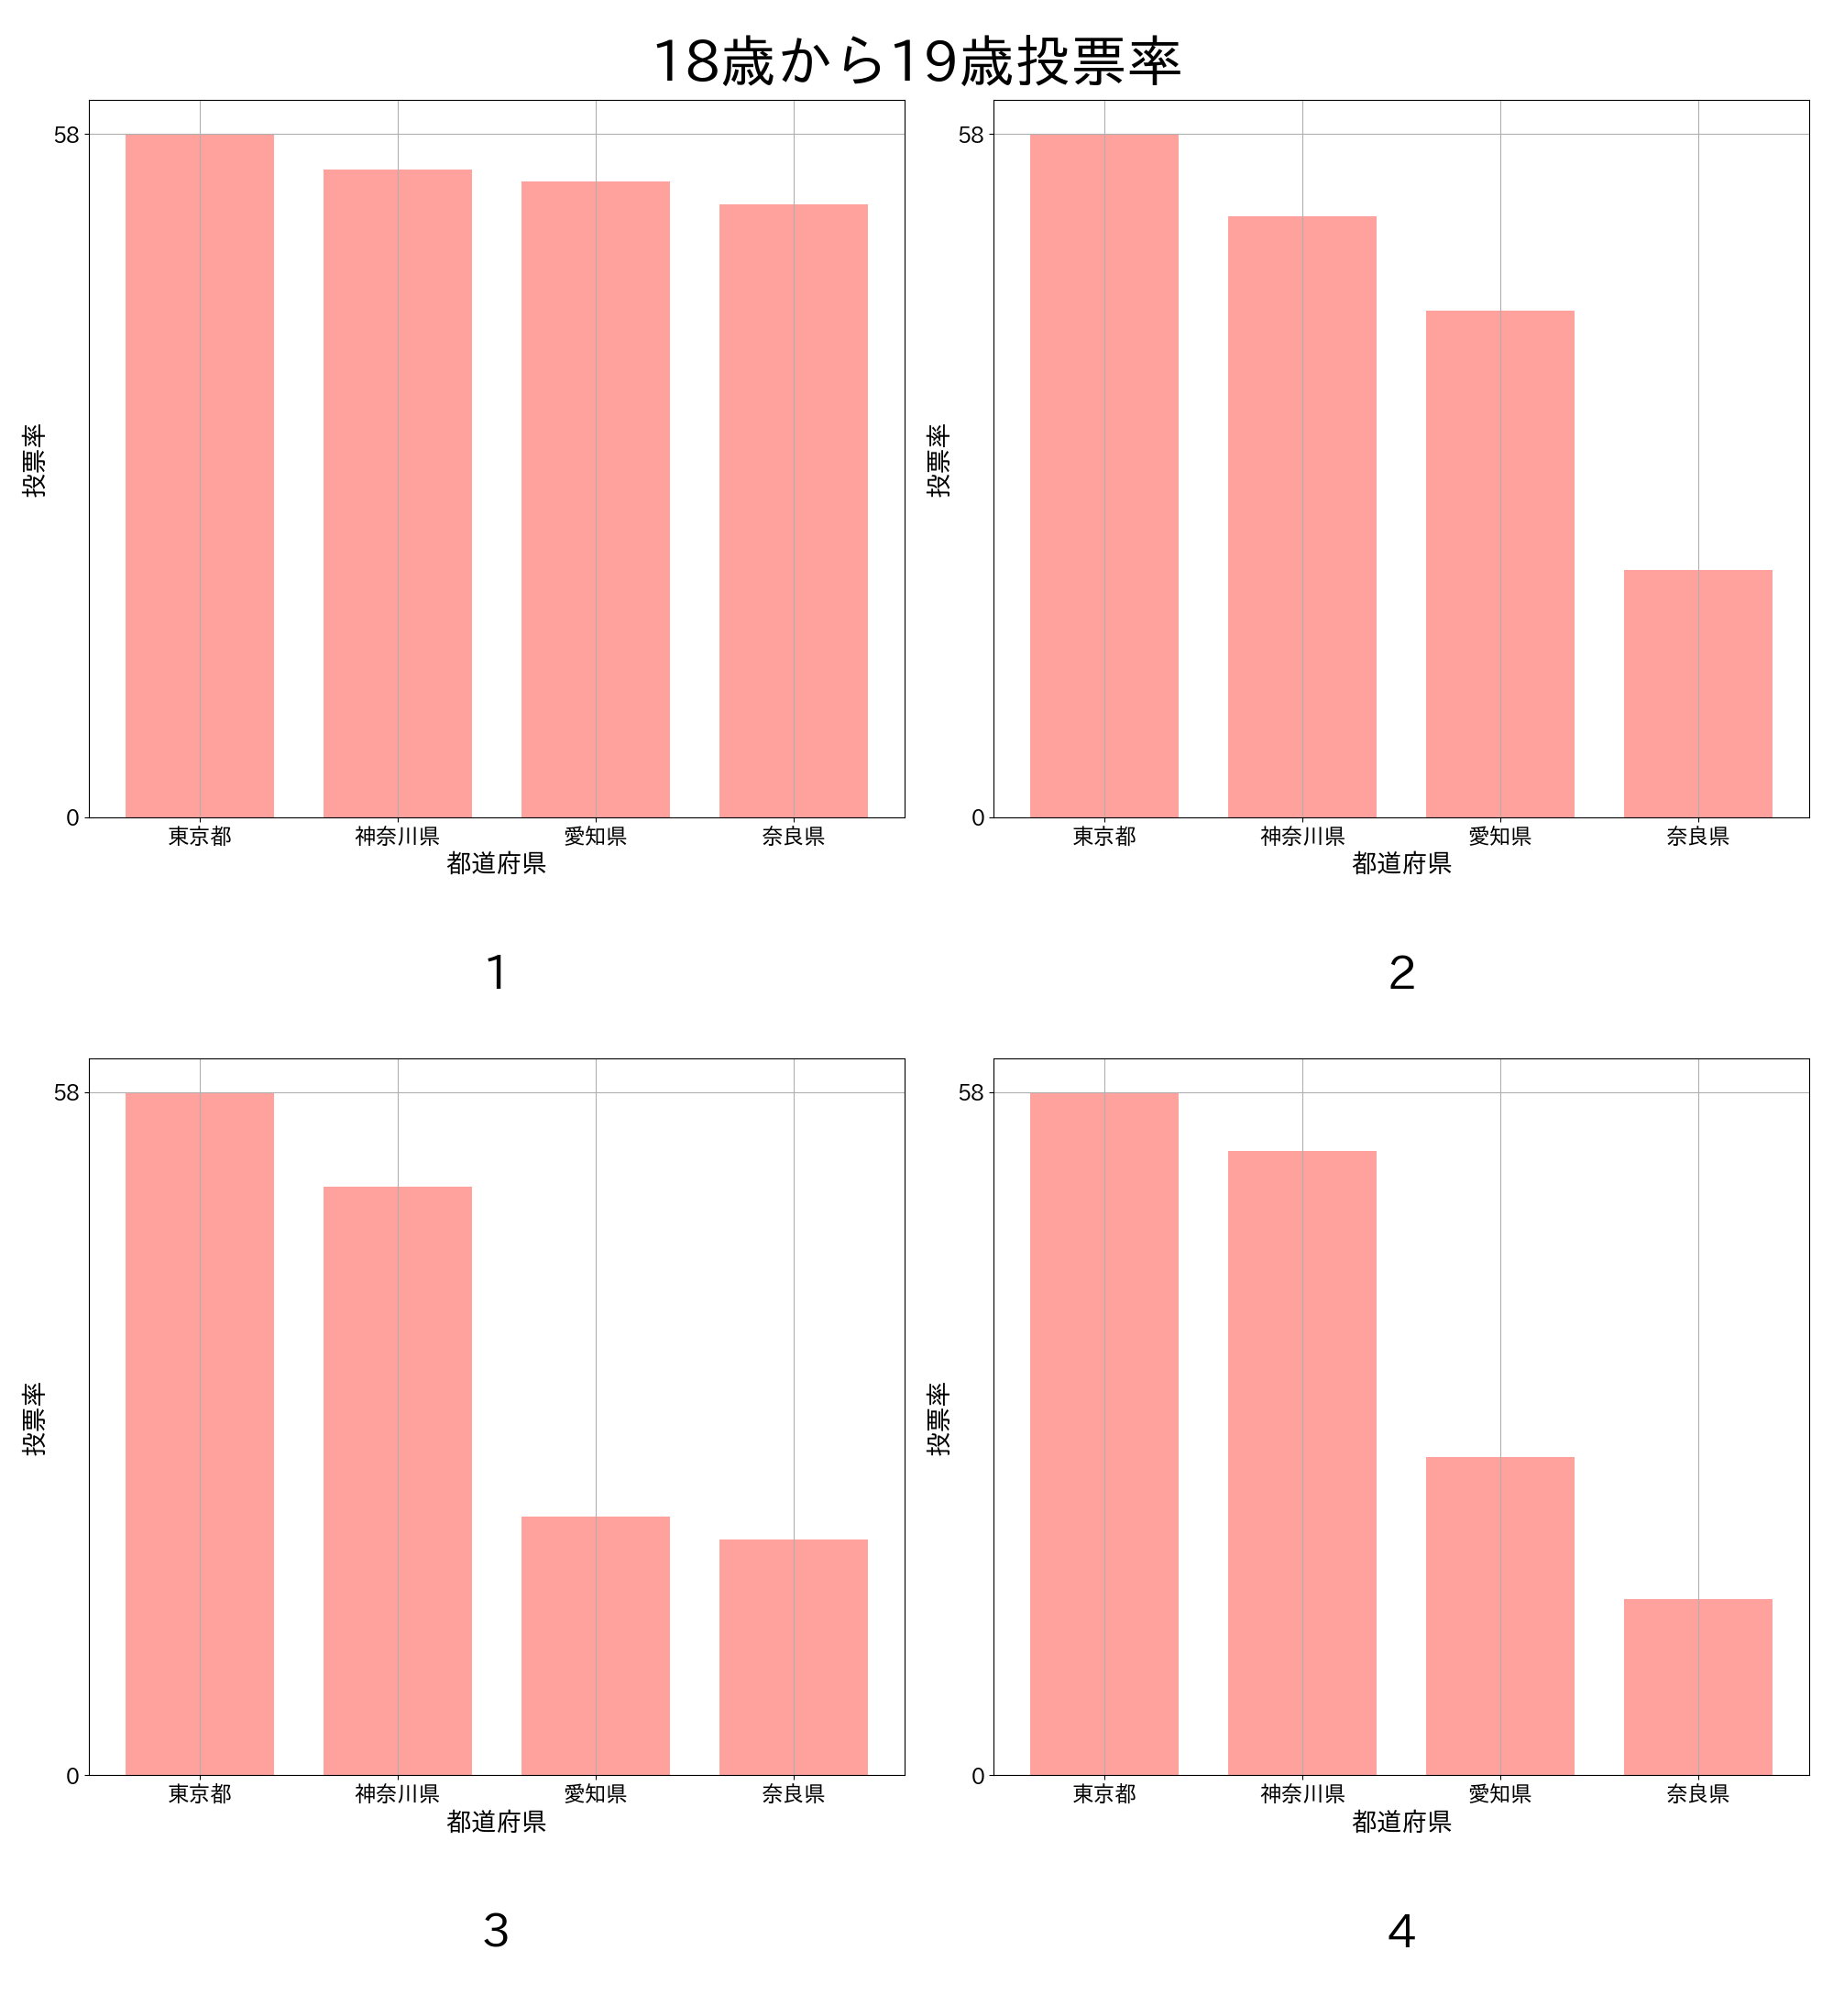 18歳から19歳投票率
58
0
投票率
東京都 神奈川県 愛知県 奈良県
都道府県
1
58
0
投票率
東京都 神奈川県 愛知県 奈良県
都道府県
2
58
0
投票率
東京都 神奈川県 愛知県 奈良県
都道府県
3
58
0
投票率
東京都 神奈川県 愛知県 奈良県
都道府県
4